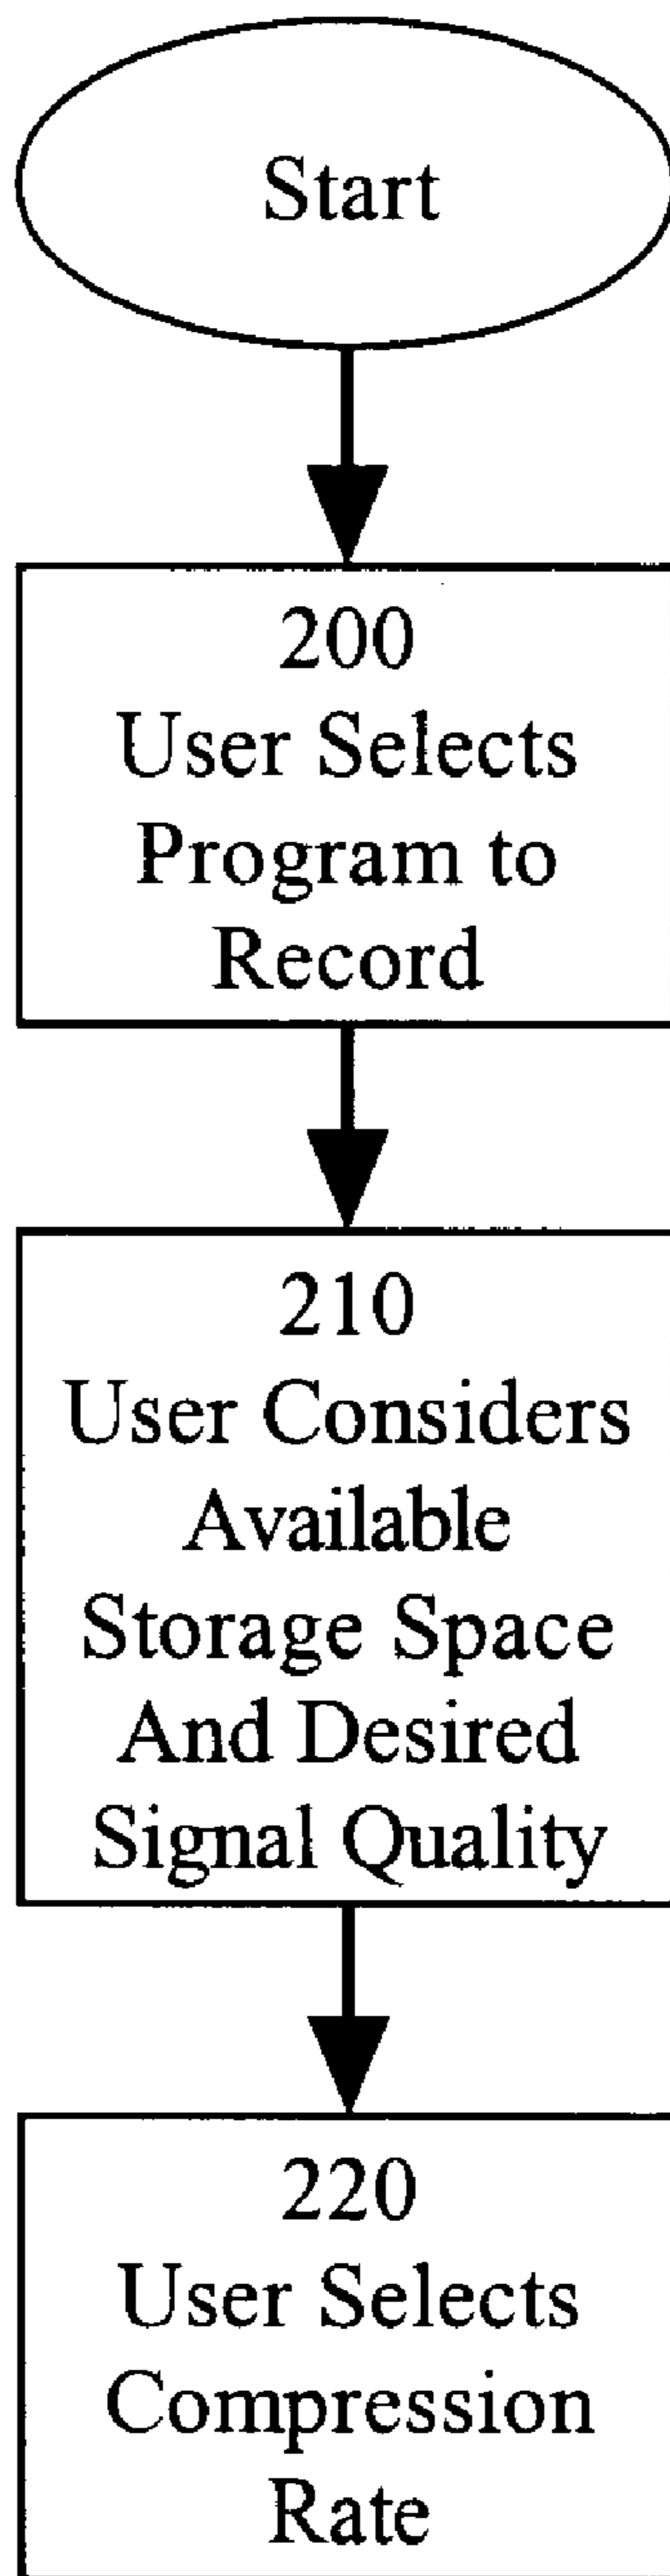 Start
200
User Selects
Program to
Record
210
User Considers
Available
Storage Space
And Desired
Signal Quality
220
User Selects
Compression
Rate